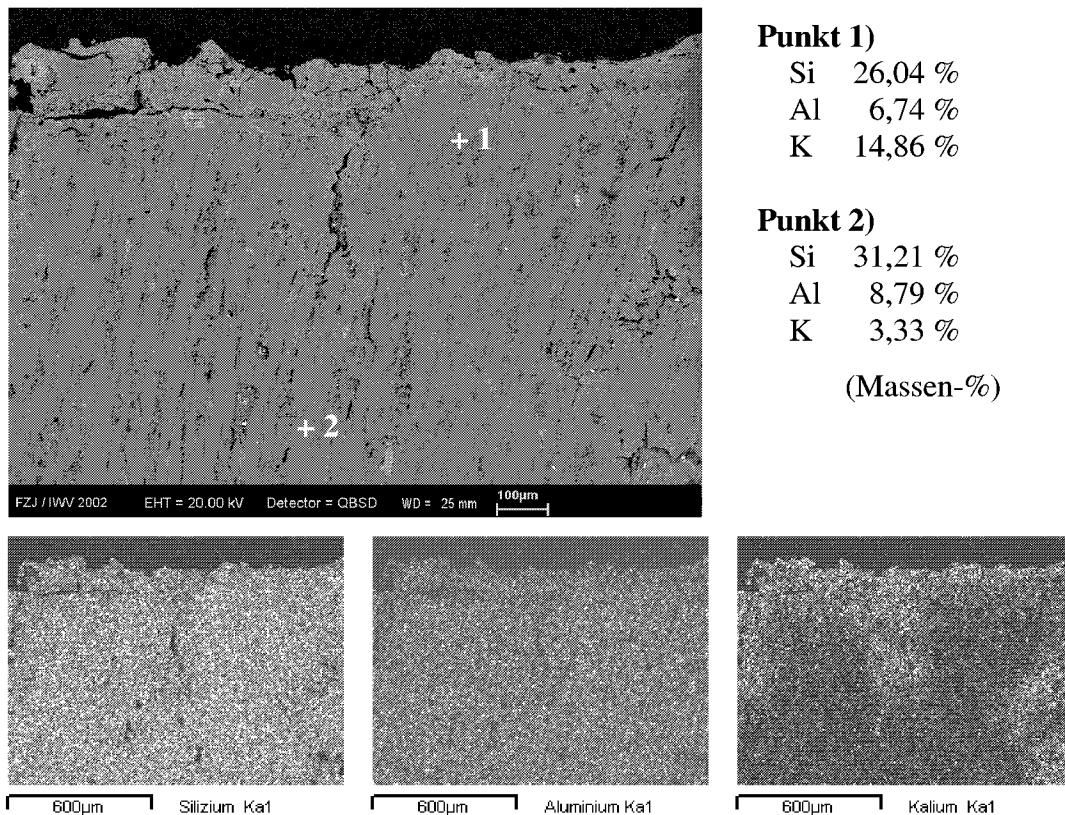 + 1
+ 2
FZJ / IWV 2002 EHT = 20.00 kV Detector = QBSD WD = 25 mm 100µm
Punkt 1)
Si 26,04 %
Al 6,74 %
K 14,86 %
Punkt 2)
Si 31,21 %
Al 8,79 %
K 3,33 %
(Massen-%)
600µm Silizium Ka1
600µm Aluminium Ka1
600µm Kalium Ka1